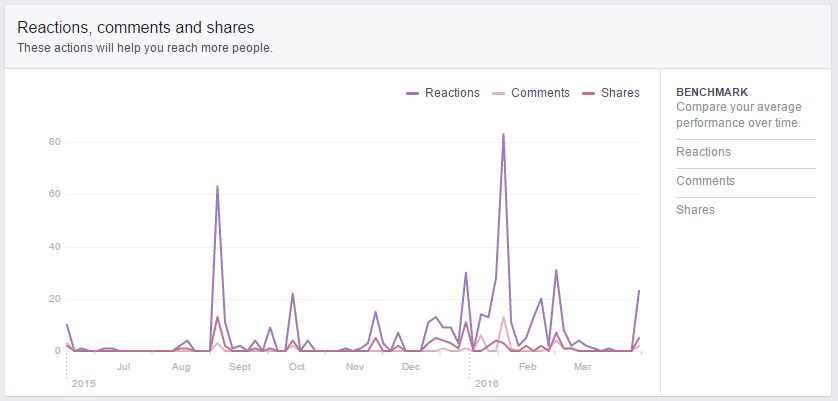 Reactions, comments and shares
These actions will help you reach more people.
Reactions Comments Shares
80
60
40
20
0
Jul Aug Sept Oct Nov Dec Feb Mar
2015 2016
BENCHMARK
Compare your average
performance over time.
Reactions
Comments
Shares